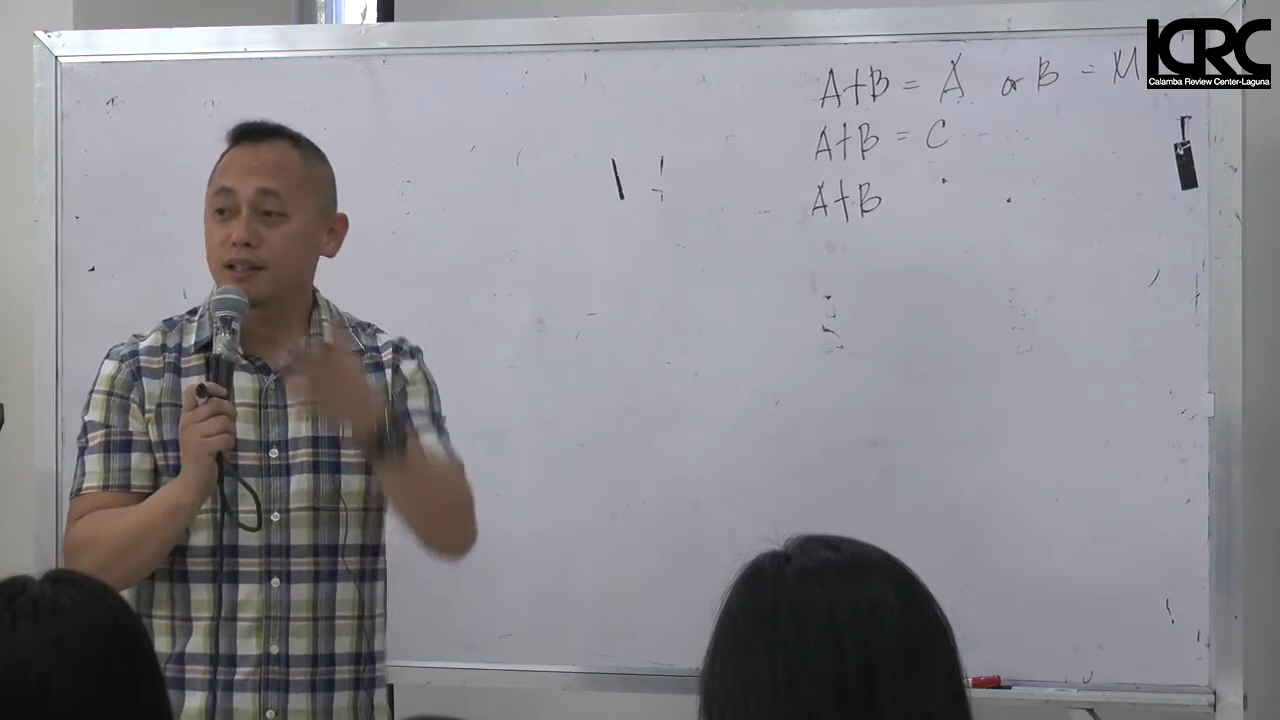 ICRC
Calamba Review Center-Laguna
A+B = A or B = M
A+B = C
A+B